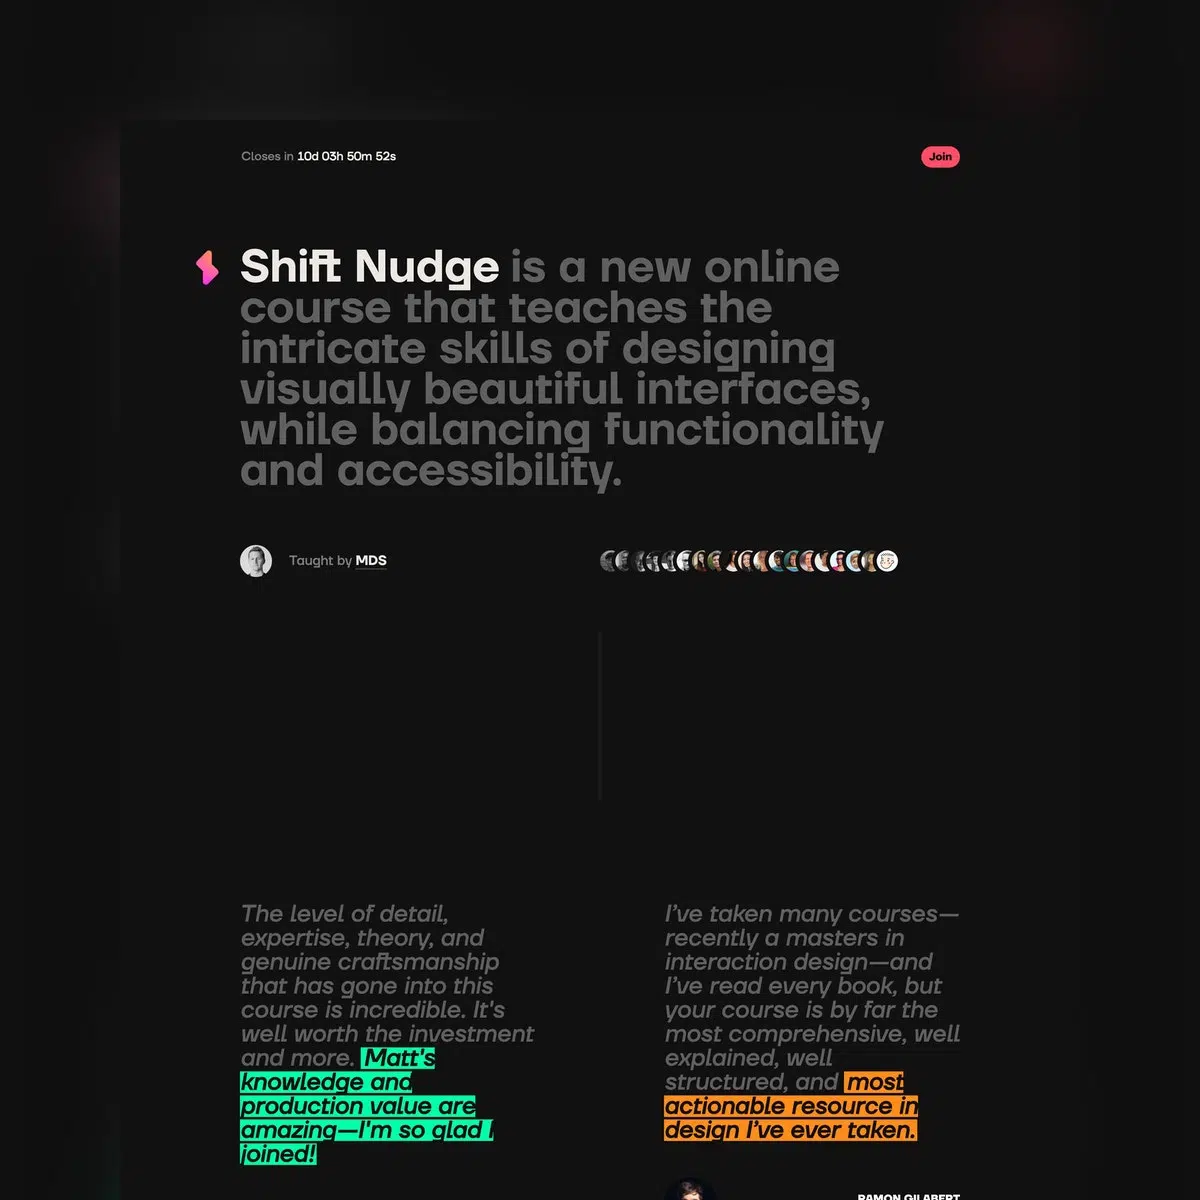 Closes in 10d 03h 50m 52s
Join
Shift Nudge is a new online
course that teaches the
intricate skills of designing
visually beautiful interfaces,
while balancing functionality
and accessibility.
Taught by MDS
The level of detail,
expertise, theory, and
genuine craftsmanship
that has gone into this
course is incredible. It's
well worth the investment
and more. Matt's
knowledge and
production value are
amazing—I'm so glad I
joined!
I’ve taken many courses—
recently a masters in
interaction design—and
I’ve read every book, but
your course is by far the
most comprehensive, well
explained, well
structured, and most
actionable resource in
design I’ve ever taken.
RAMON GILABERT